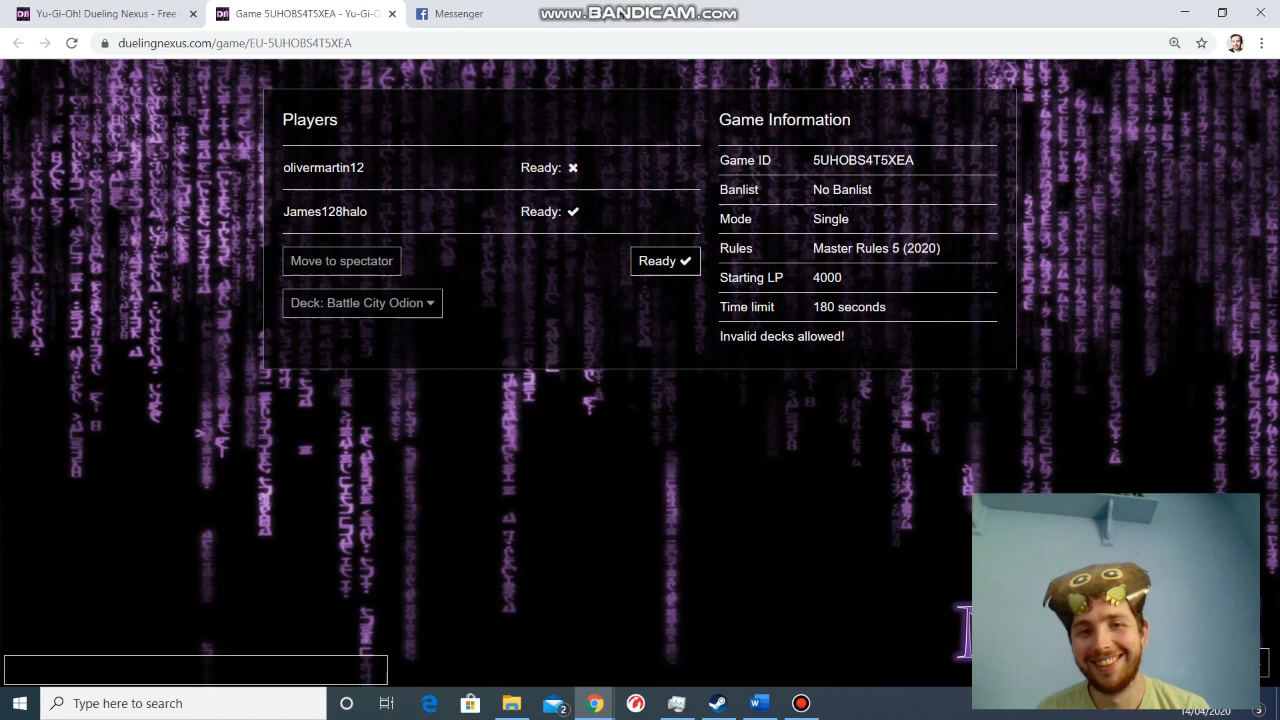 Yu-Gi-Oh! Dueling Nexus - Free
Game 5UHOBS4T5XEA - Yu-Gi-O
Messenger
www.BANDICAM.com
duelingnexus.com/game/EU-5UHOBS4T5XEA
Players
olivermartin12 Ready:
James128halo Ready:
Move to spectator Ready
Deck: Battle City Odion
Game Information
Game ID 5UHOBS4T5XEA
Banlist No Banlist
Mode Single
Rules Master Rules 5 (2020)
Starting LP 4000
Time limit 180 seconds
Invalid decks allowed!
Type here to search
2
14/04/2020
5